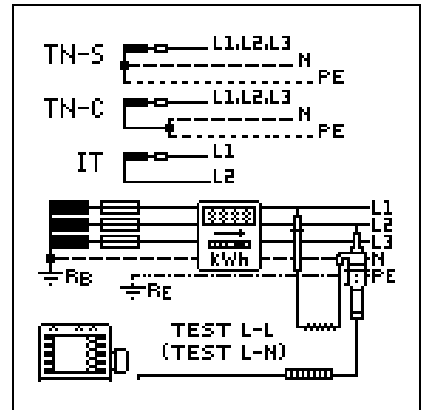 TN-S L1,L2,L3
N
PE
TN-C L1,L2,L3
N
PE
IT L1
L2
L1
L2
L3
N
PE
kWh
RB
RE
TEST L-L
(TEST L-N)